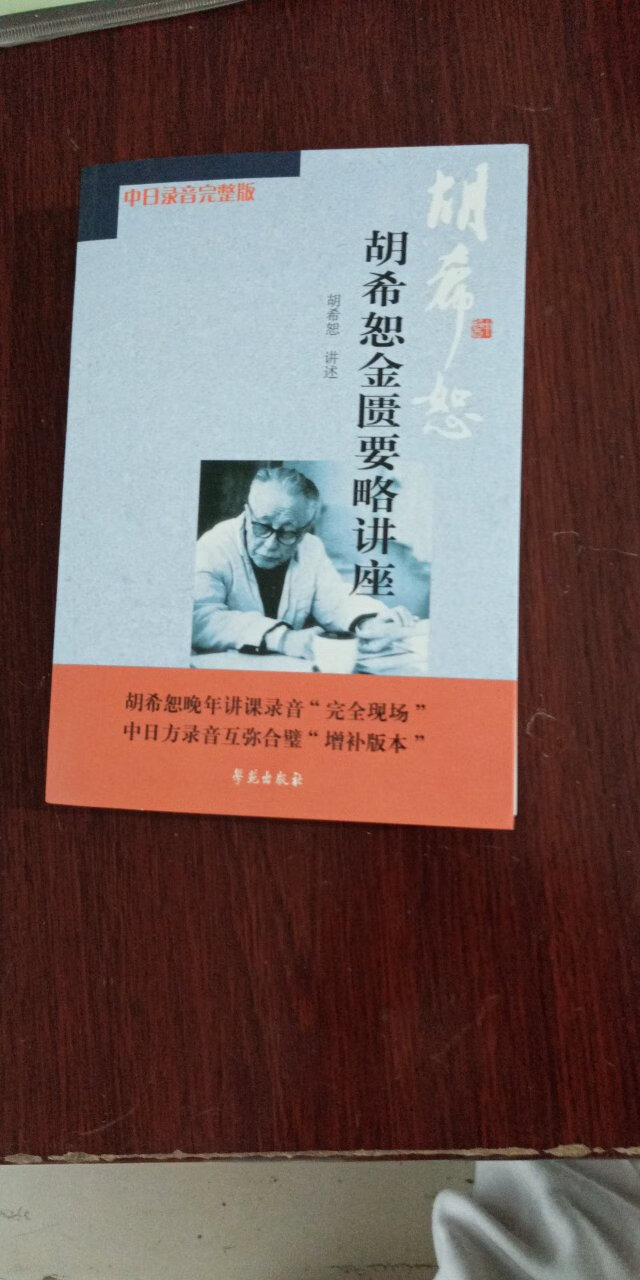 中日录音完整版
胡希恕
胡希恕金匮要略讲座
胡希恕 讲述
胡希恕晚年讲课录音“完全现场”
中日方录音互弥合璧“增补版本”
學苑出版社